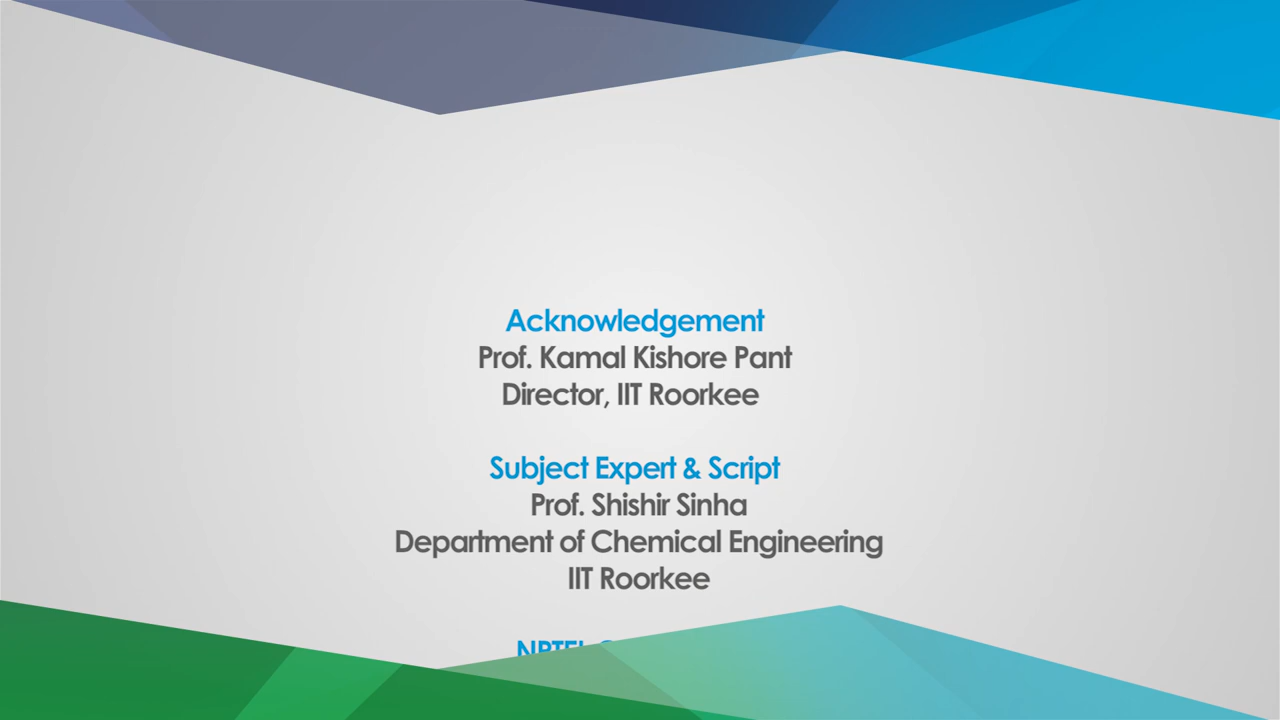 Acknowledgement
Prof. Kamal Kishore Pant
Director, IIT Roorkee
Subject Expert & Script
Prof. Shishir Sinha
Department of Chemical Engineering
IIT Roorkee
NPTEL